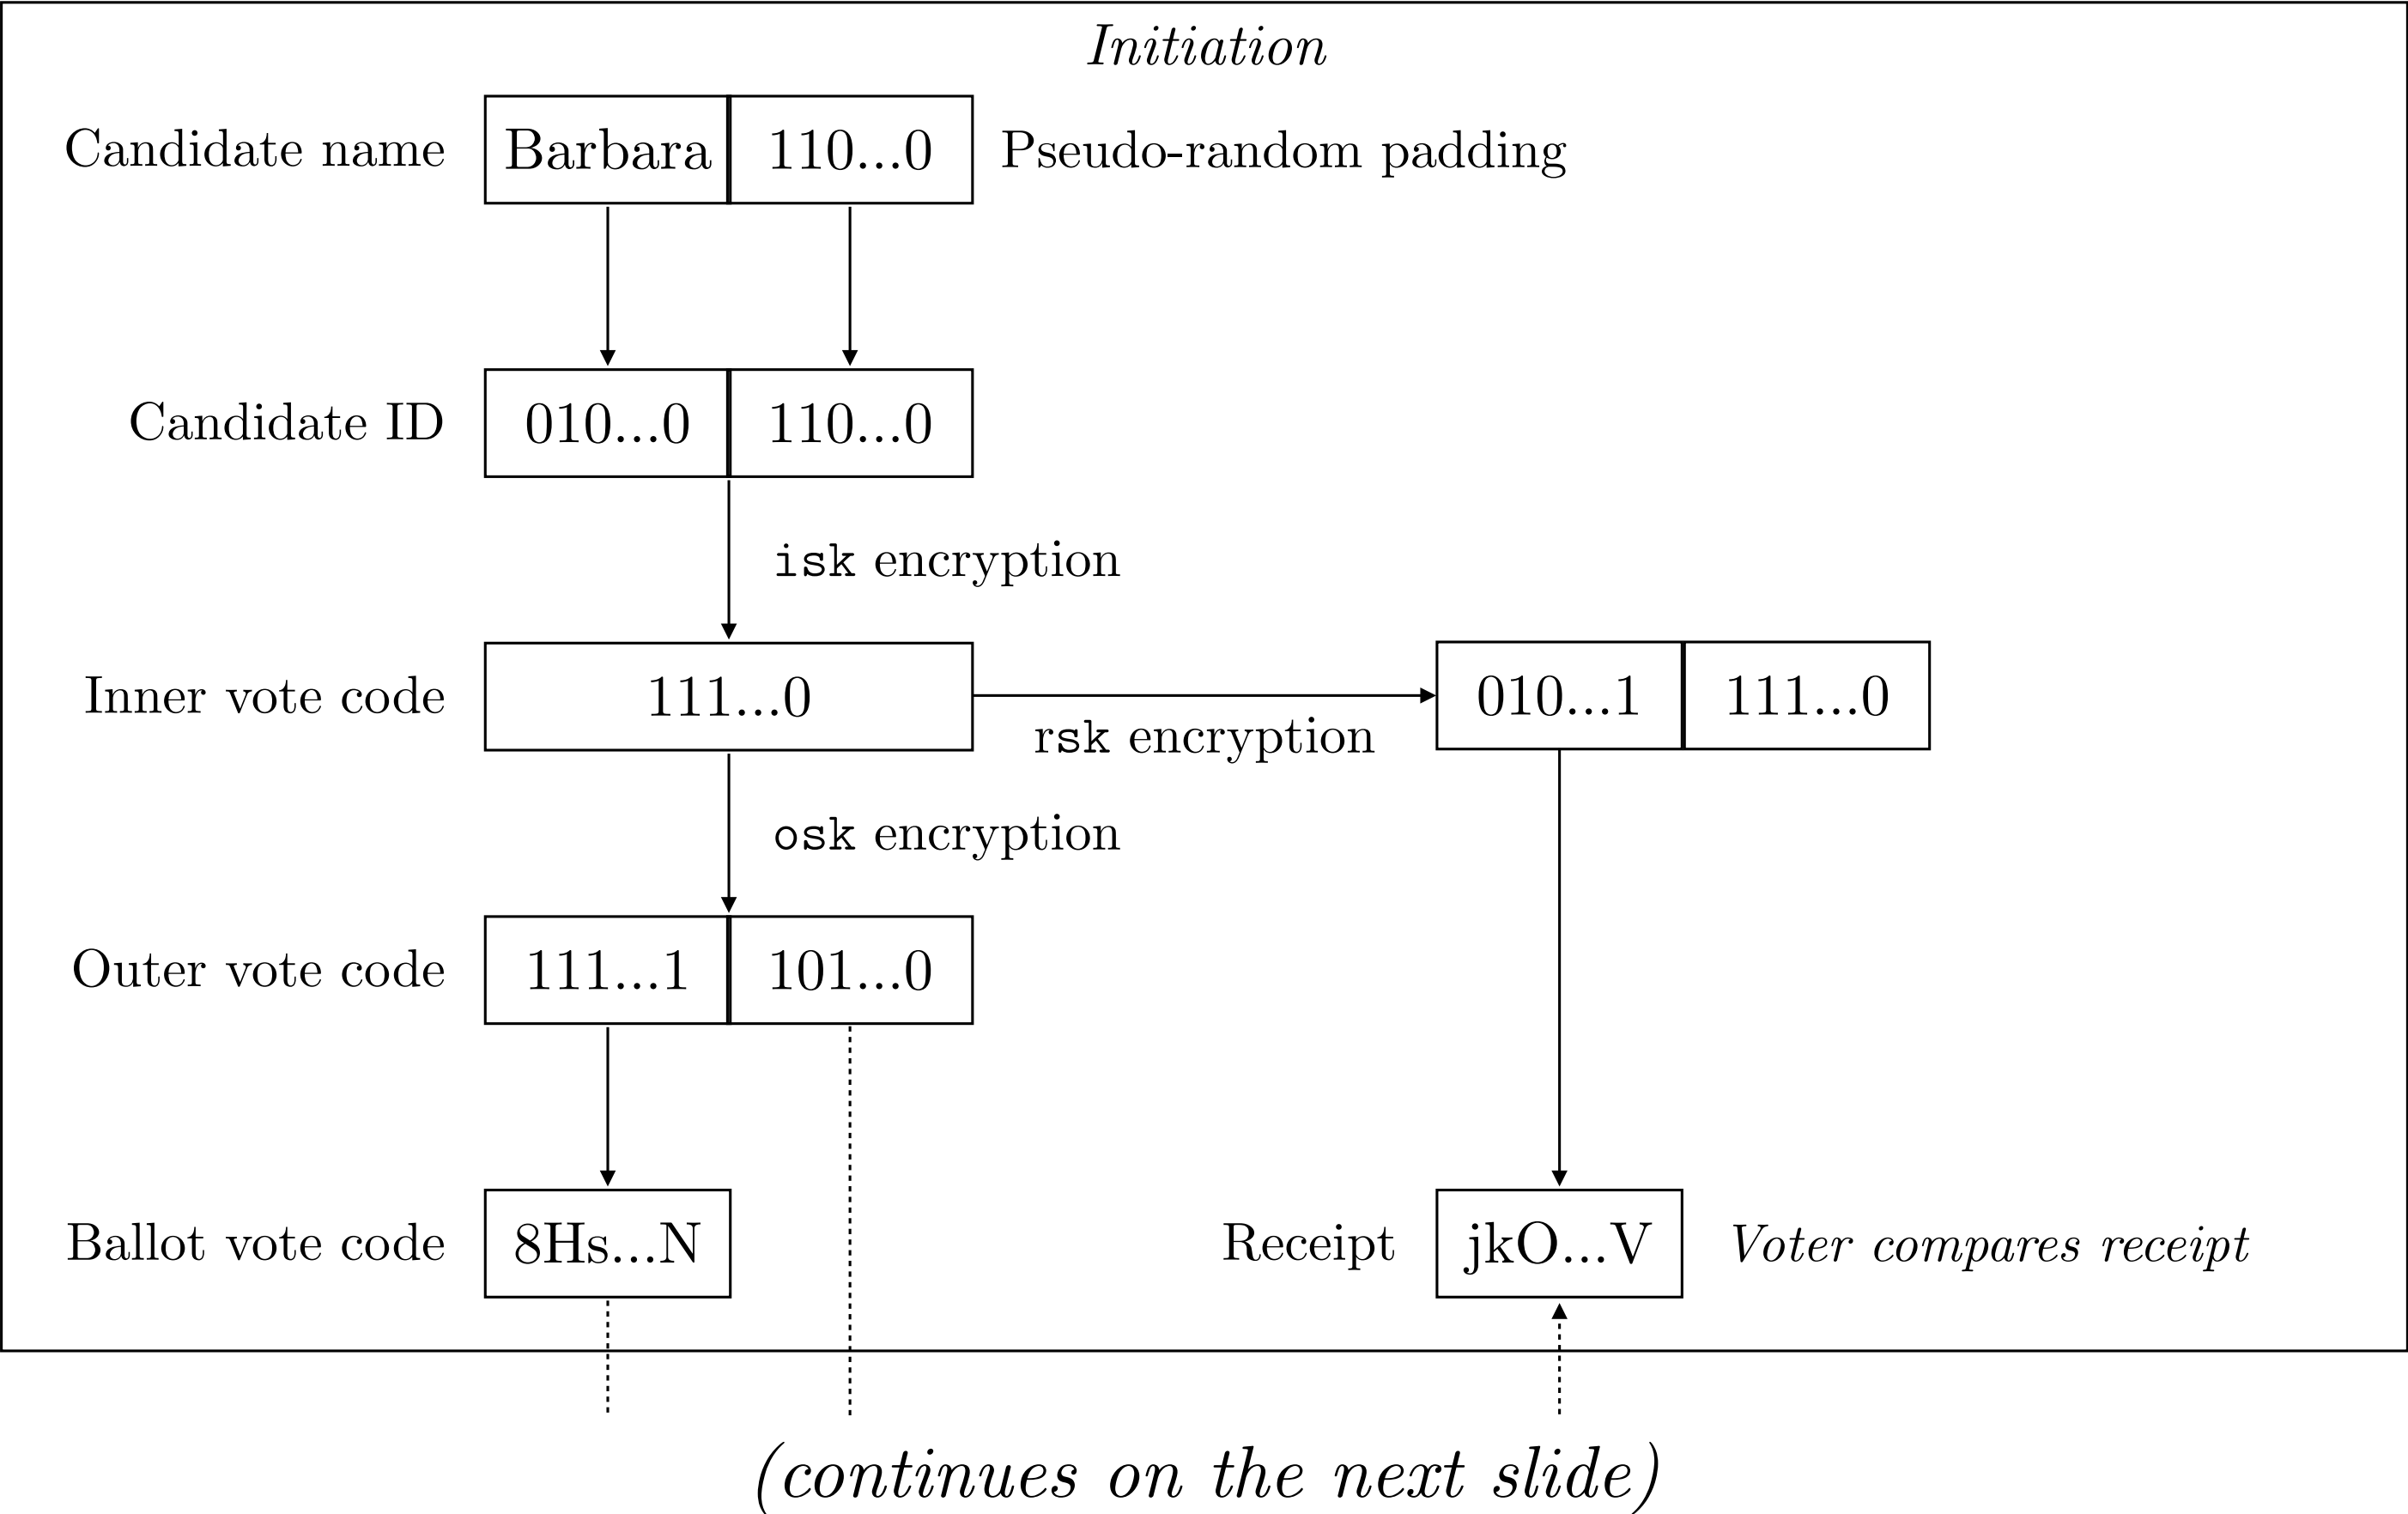 Initiation
Candidate name Barbara 110...0 Pseudo-random padding
Candidate ID 010...0 110...0
isk encryption
Inner vote code 111...0 010...1 111...0
rsk encryption
osk encryption
Outer vote code 111...1 101...0
Ballot vote code 8Hs...N Receipt jkO...V Voter compares receipt
(continues on the next slide)